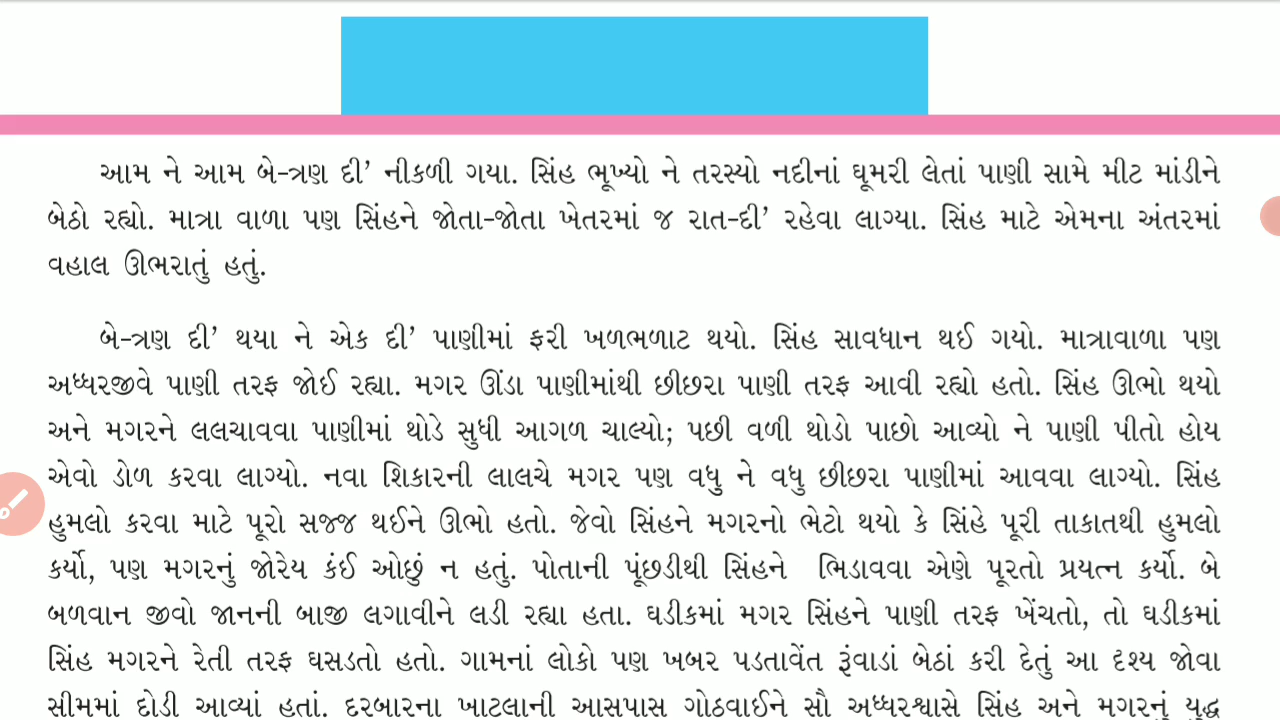 આમ ને આમ બે-ત્રણ દી’ નીકળી ગયા. સિંહ ભૂખ્યો ને તરસ્યો નદીનાં ઘૂમરી લેતાં પાણી સામે મીટ માંડીને
બેઠો રહ્યો. માત્રા વાળા પણ સિંહને જોતા-જોતા ખેતરમાં જ રાત-દી’ રહેવા લાગ્યા. સિંહ માટે એમના અંતરમાં
વહાલ ઊભરાતું હતું.
બે-ત્રણ દી’ થયા ને એક દી’ પાણીમાં ફરી ખળભળાટ થયો. સિંહ સાવધાન થઈ ગયો. માત્રાવાળા પણ
અધ્ધરજીવે પાણી તરફ જોઈ રહ્યા. મગર ઊંડા પાણીમાંથી છીછરા પાણી તરફ આવી રહ્યો હતો. સિંહ ઊભો થયો
અને મગરને લલચાવવા પાણીમાં થોડે સુધી આગળ ચાલ્યો; પછી વળી થોડો પાછો આવ્યો ને પાણી પીતો હોય
એવો ડોળ કરવા લાગ્યો. નવા શિકારની લાલચે મગર પણ વધુ ને વધુ છીછરા પાણીમાં આવવા લાગ્યો. સિંહ
હુમલો કરવા માટે પૂરો સજ્જ થઈને ઊભો હતો. જેવો સિંહને મગરનો ભેટો થયો કે સિંહે પૂરી તાકાતથી હુમલો
કર્યો, પણ મગરનું જોરેય કંઈ ઓછું ન હતું. પોતાની પૂંછડીથી સિંહને ભિડાવવા એણે પૂરતો પ્રયત્ન કર્યો. બે
બળવાન જીવો જાનની બાજી લગાવીને લડી રહ્યા હતા. ઘડીકમાં મગર સિંહને પાણી તરફ ખેંચતો, તો ઘડીકમાં
સિંહ મગરને રેતી તરફ ઘસડતો હતો. ગામનાં લોકો પણ ખબર પડતાવેંત રૂંવાડાં બેઠાં કરી દેતું આ દૃશ્ય જોવા
સીમમાં દોડી આવ્યાં હતાં. દરબારના ખાટલાની આસપાસ ગોઠવાઈને સૌ અધ્ધરશ્વાસે સિંહ અને મગરનું યુદ્ધ